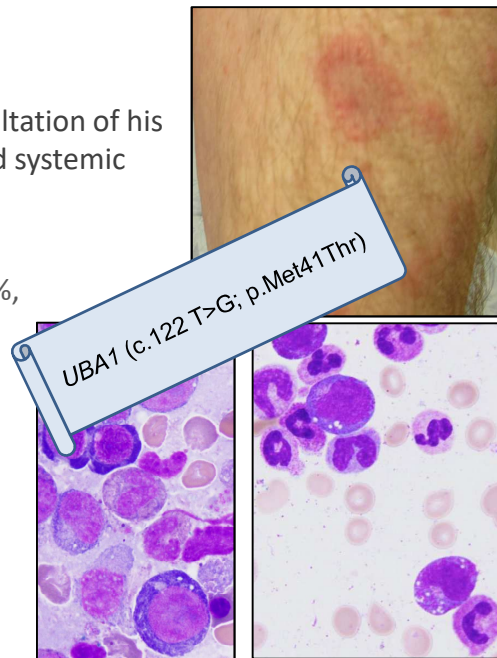 ltation of his
d systemic
%,
UBA1 (c.122 T>G; p.Met41Thr)